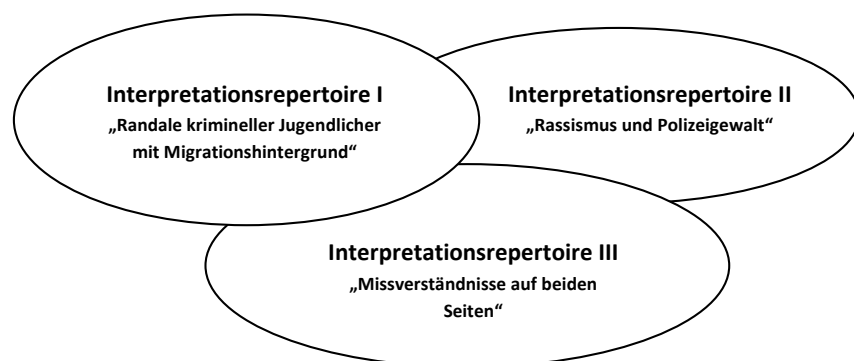 Interpretationsrepertoire I
„Randale krimineller Jugendlicher
mit Migrationshintergrund“
Interpretationsrepertoire II
„Rassismus und Polizeigewalt“
Interpretationsrepertoire III
„Missverständnisse auf beiden
Seiten“